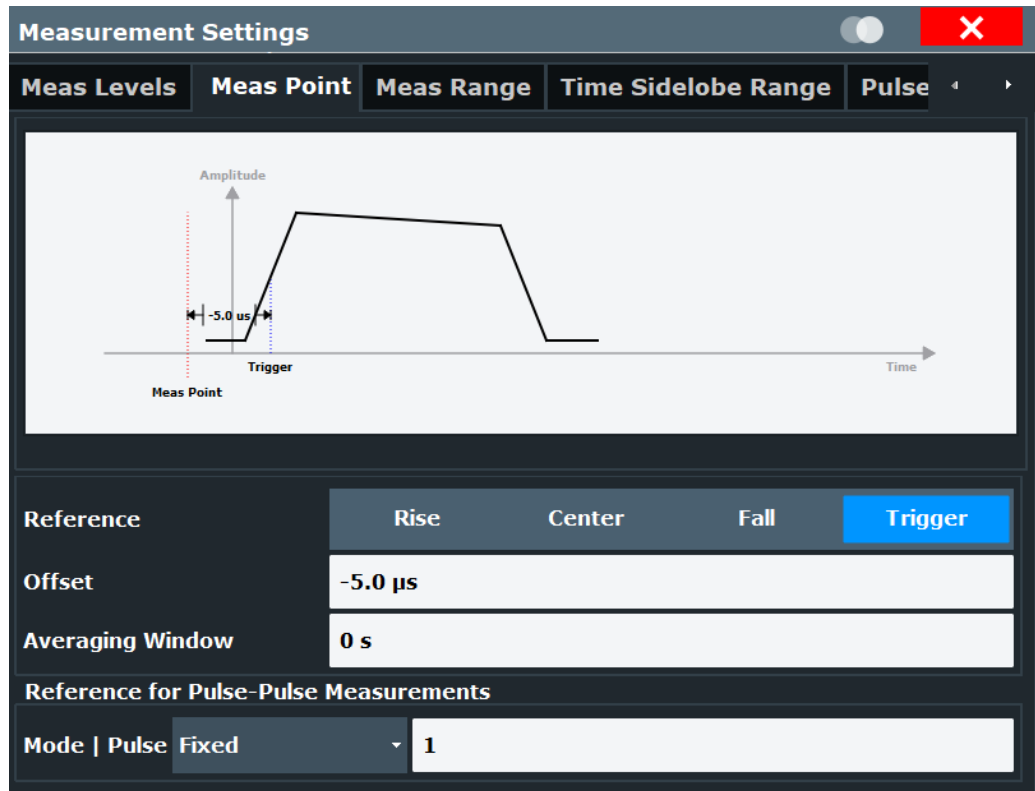 Measurement Settings
Meas Levels Meas Point Meas Range Time Sidelobe Range Pulse
Amplitude
-5.0 us
Trigger
Time
Meas Point
Reference Rise Center Fall Trigger
Offset -5.0 µs
Averaging Window 0 s
Reference for Pulse-Pulse Measurements
Mode | Pulse Fixed 1